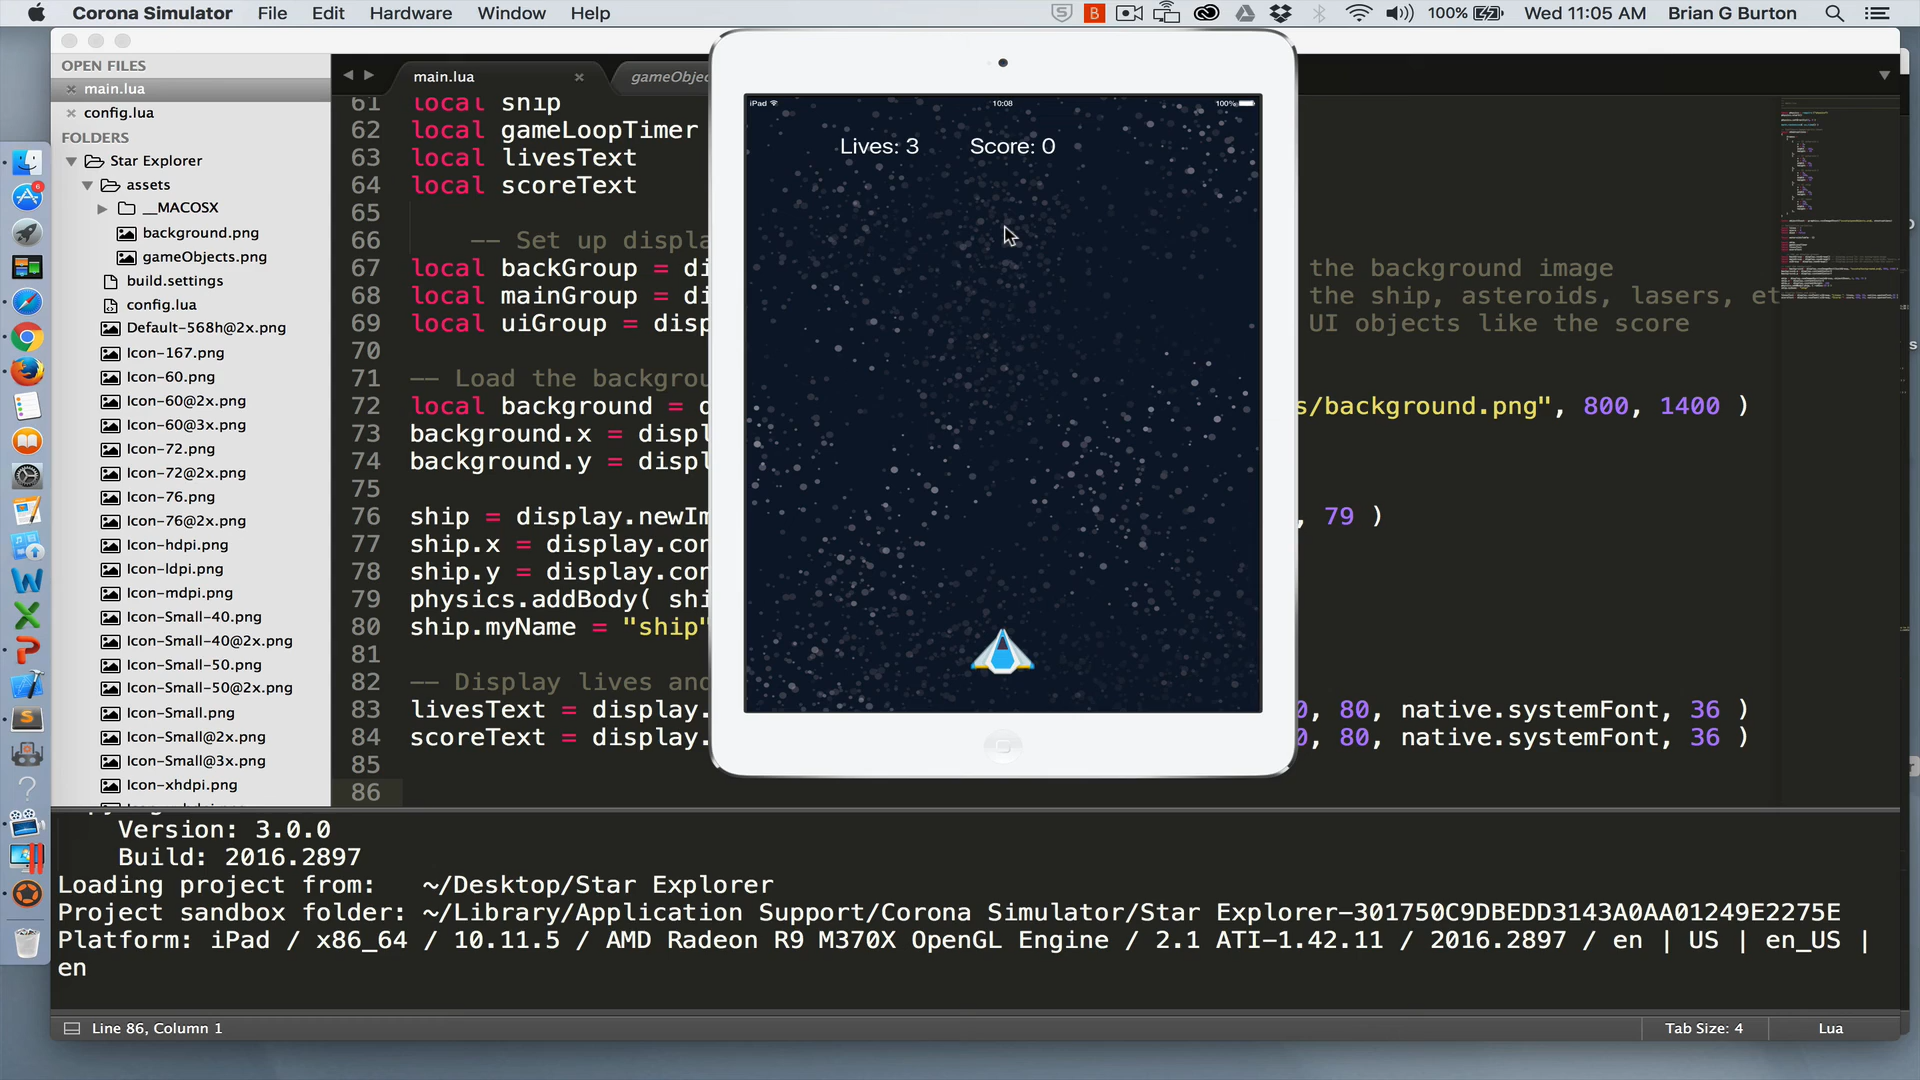 Corona Simulator File Edit Hardware Window Help
100% Wed 11:05 AM Brian G Burton
OPEN FILES
main.lua
config.lua
FOLDERS
Star Explorer
assets
__MACOSX
background.png
gameObjects.png
build.settings
config.lua
Default-568h@2x.png
Icon-167.png
Icon-60.png
Icon-60@2x.png
Icon-60@3x.png
Icon-72.png
Icon-72@2x.png
Icon-76.png
Icon-76@2x.png
Icon-hdpi.png
Icon-ldpi.png
Icon-mdpi.png
Icon-Small-40.png
Icon-Small-40@2x.png
Icon-Small-50.png
Icon-Small-50@2x.png
Icon-Small.png
Icon-Small@2x.png
Icon-Small@3x.png
Icon-xhdpi.png
main.lua gameObjec
61 local ship
62 local gameLoopTimer
63 local livesText
64 local scoreText
65
66 -- Set up displa
67 local backGroup = di the background image
68 local mainGroup = di the ship, asteroids, lasers, et
69 local uiGroup = disp UI objects like the score
70
71 -- Load the backgrou
72 local background = d s/background.png", 800, 1400 )
73 background.x = displ
74 background.y = displ
75
76 ship = display.newIm , 79 )
77 ship.x = display.con
78 ship.y = display.con
79 physics.addBody( shi
80 ship.myName = "ship"
81
82 -- Display lives and
83 livesText = display. 0, 80, native.systemFont, 36 )
84 scoreText = display. 0, 80, native.systemFont, 36 )
85
86
iPad 10:08 100%
Lives: 3 Score: 0
Version: 3.0.0
Build: 2016.2897
Loading project from: ~/Desktop/Star Explorer
Project sandbox folder: ~/Library/Application Support/Corona Simulator/Star Explorer-301750C9DBEDD3143A0AA01249E2275E
Platform: iPad / x86_64 / 10.11.5 / AMD Radeon R9 M370X OpenGL Engine / 2.1 ATI-1.42.11 / 2016.2897 / en | US | en_US |
en
Line 86, Column 1 Tab Size: 4 Lua